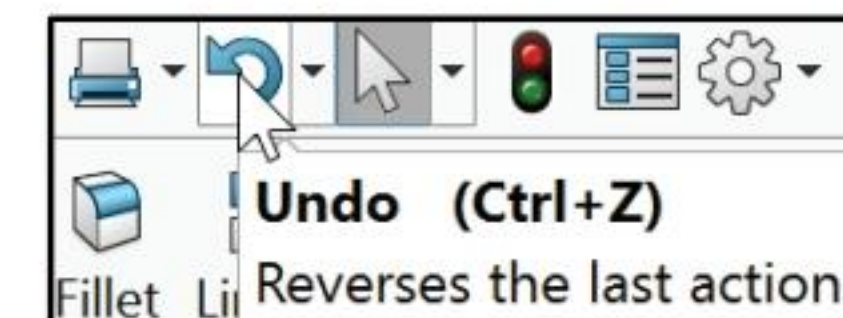 Undo (Ctrl+Z)
Reverses the last action
Fillet